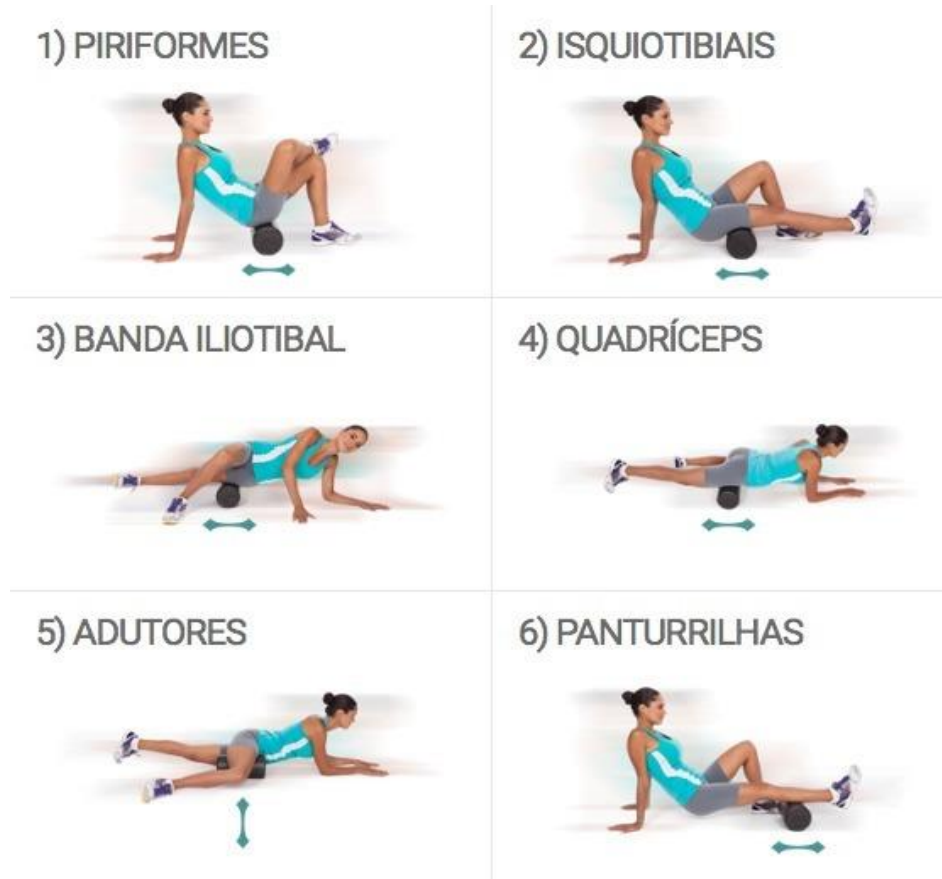 1) PIRIFORMES
2) ISQUIOTIBIAIS
3) BANDA ILIOTIBAL
4) QUADRÍCEPS
5) ADUTORES
6) PANTURRILHAS